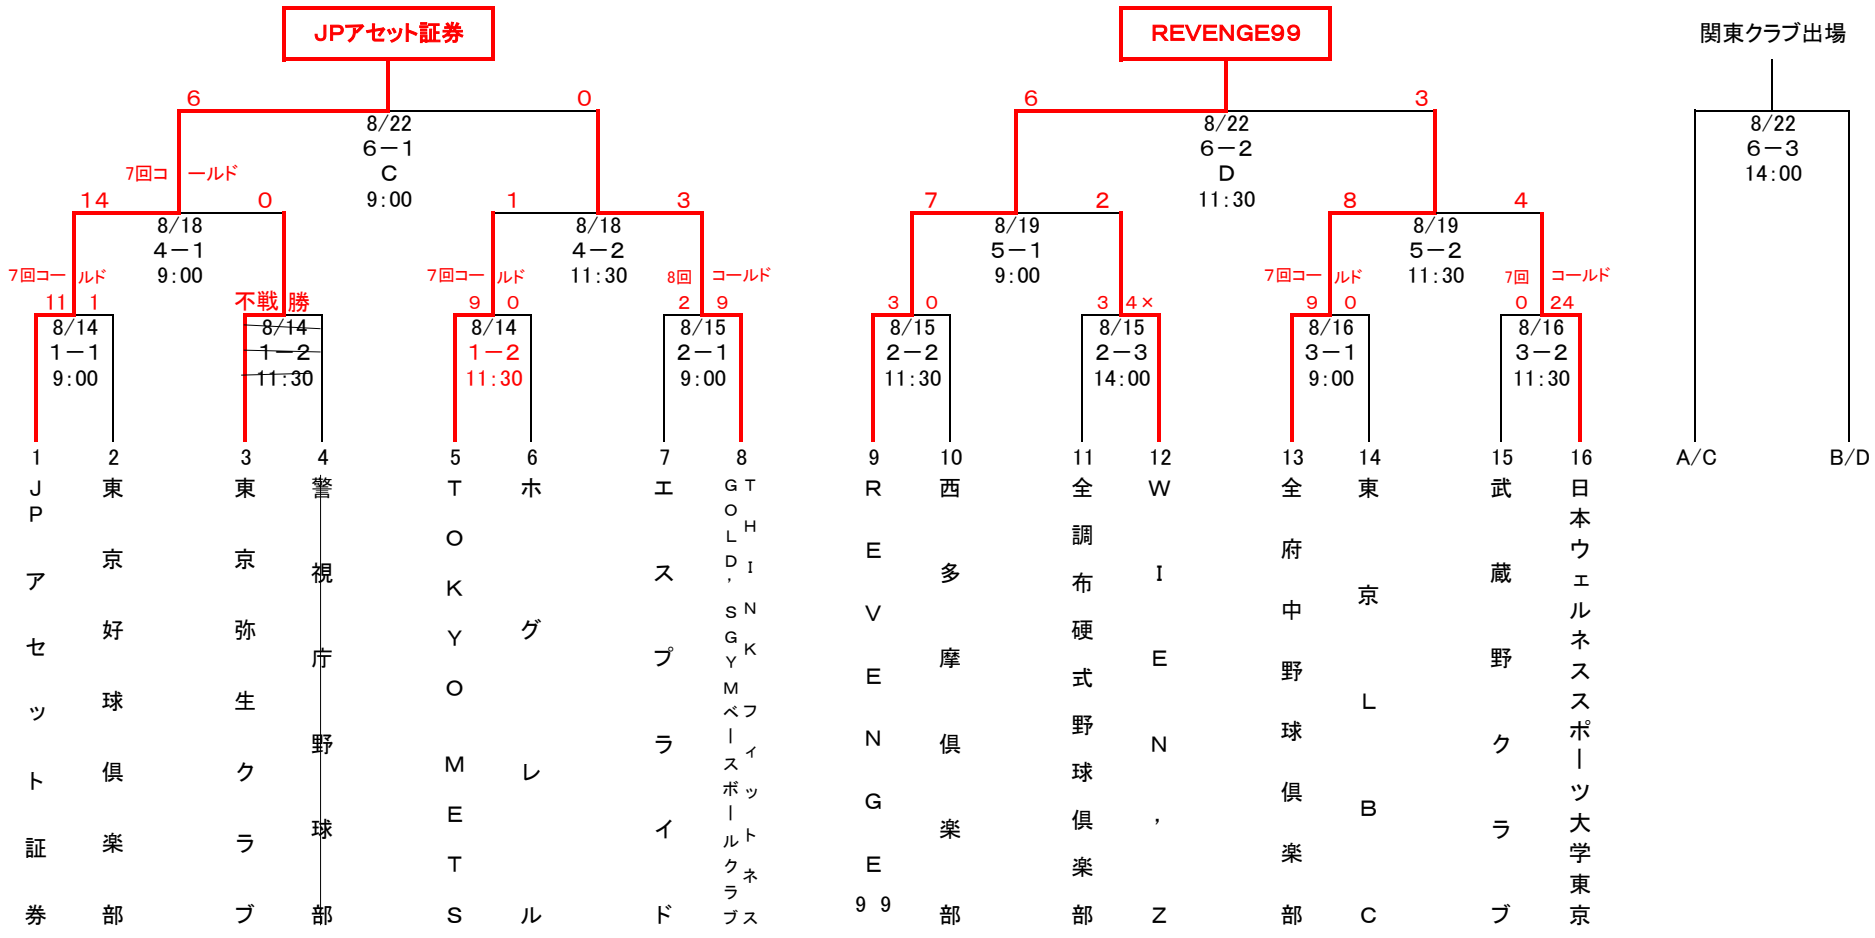 JPアセット証券
REVENGE99
関東クラブ出場
6 0
8/22
6－1
C
9:00
6 3
8/22
6－2
D
11:30
8/22
6－3
14:00
7回コールド
14 0
8/18
4－1
9:00
1 3
8/18
4－2
11:30
7 2
8/19
5－1
9:00
8 4
8/19
5－2
11:30
7回コールド
11 1
8/14
1－1
9:00
不戦勝
8/14
1－2
11:30
7回コールド
9 0
8/14
1－2
11:30
8回コールド
2 9
8/15
2－1
9:00
3 0
8/15
2－2
11:30
3 4×
8/15
2－3
14:00
7回コールド
9 0
8/16
3－1
9:00
7回コールド
0 24
8/16
3－2
11:30
1
JPアセット証券
2
東京好球倶楽部
3
東京弥生クラブ
4
警視庁野球部
5
TOKYO METS
6
ホグレル
7
エスプライド
8
THINKフィットネス
GOLD'SGYMベースボールクラブ
9
REVENGE99
10
西多摩倶楽部
11
全調布硬式野球倶楽部
12
WIEN'Z
13
全府中野球倶楽部
14
東京LBC
15
武蔵野クラブ
16
日本ウェルネススポーツ大学東京
A/C
B/D